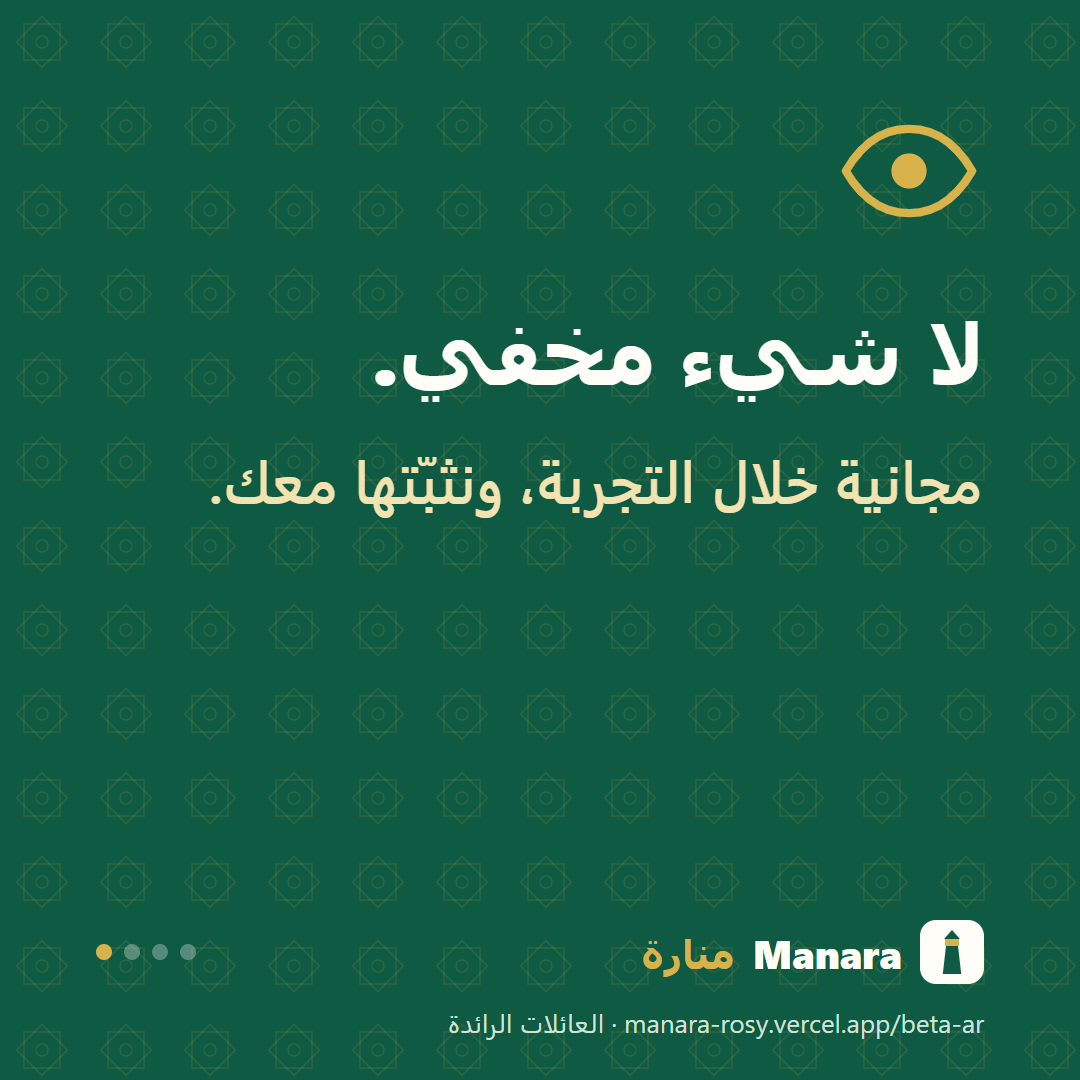 لا شيء مخفي.
مجانية خلال التجربة، ونثبّتها معك.
Manara منارة
manara-rosy.vercel.app/beta-ar · العائلات الرائدة